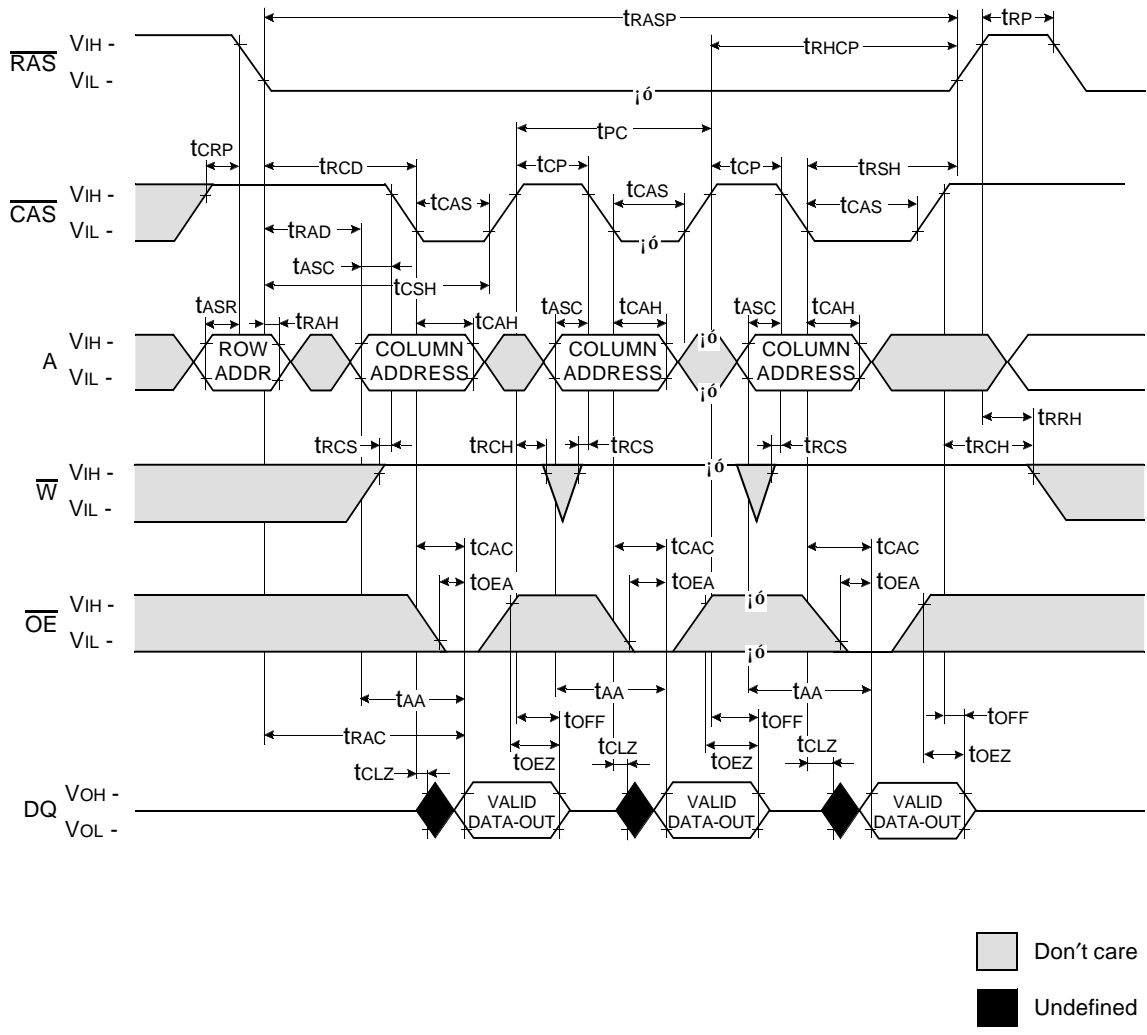 tRASP
tRP
tRHCP
RAS
VIH -
VIL -
¡ó
tCRP
tRCD
tPC
tCP
tCP
tRSH
CAS
VIH -
VIL -
tCAS
tCAS
tCAS
¡ó
tRAD
tASC
tCSH
tASR
tRAH
tCAH
tASC
tCAH
tASC
tCAH
A
VIH -
VIL -
ROW
ADDR
COLUMN
ADDRESS
COLUMN
ADDRESS
¡ó
¡ó
COLUMN
ADDRESS
tRRH
tRCS
tRCH
tRCS
tRCS
tRCH
W
VIH -
VIL -
¡ó
tCAC
tCAC
tCAC
tOEA
tOEA
tOEA
OE
VIH -
VIL -
¡ó
¡ó
tAA
tAA
tAA
tOFF
tOFF
tOFF
tRAC
tCLZ
tOEZ
tCLZ
tOEZ
tCLZ
tOEZ
DQ
VOH -
VOL -
VALID
DATA-OUT
VALID
DATA-OUT
VALID
DATA-OUT
Don′t care
Undefined